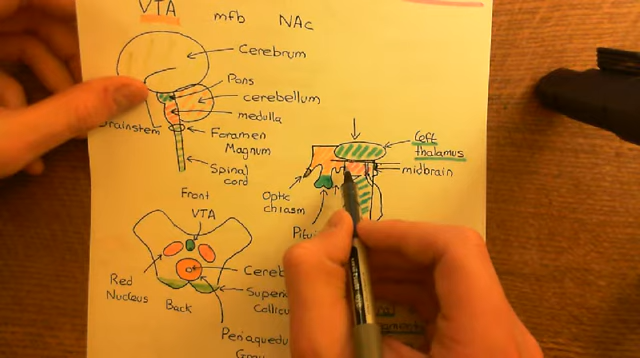 VTA mfb NAc
Cerebrum
Pons
cerebellum
medulla
Brainstem
Foramen
Magnum
Spinal
cord
Left
thalamus
midbrain
Optic
chiasm
Front
VTA
Red
Nucleus
Back